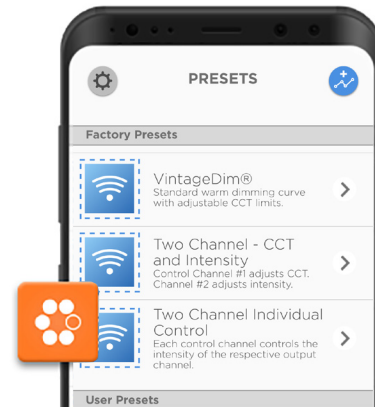 PRESETS
Factory Presets
VintageDim®
Standard warm dimming curve
with adjustable CCT limits.
Two Channel - CCT
and Intensity
Control Channel #1 adjusts CCT.
Channel #2 adjusts intensity.
Two Channel Individual
Control
Each control channel controls the
intensity of the respective output
channel.
User Presets